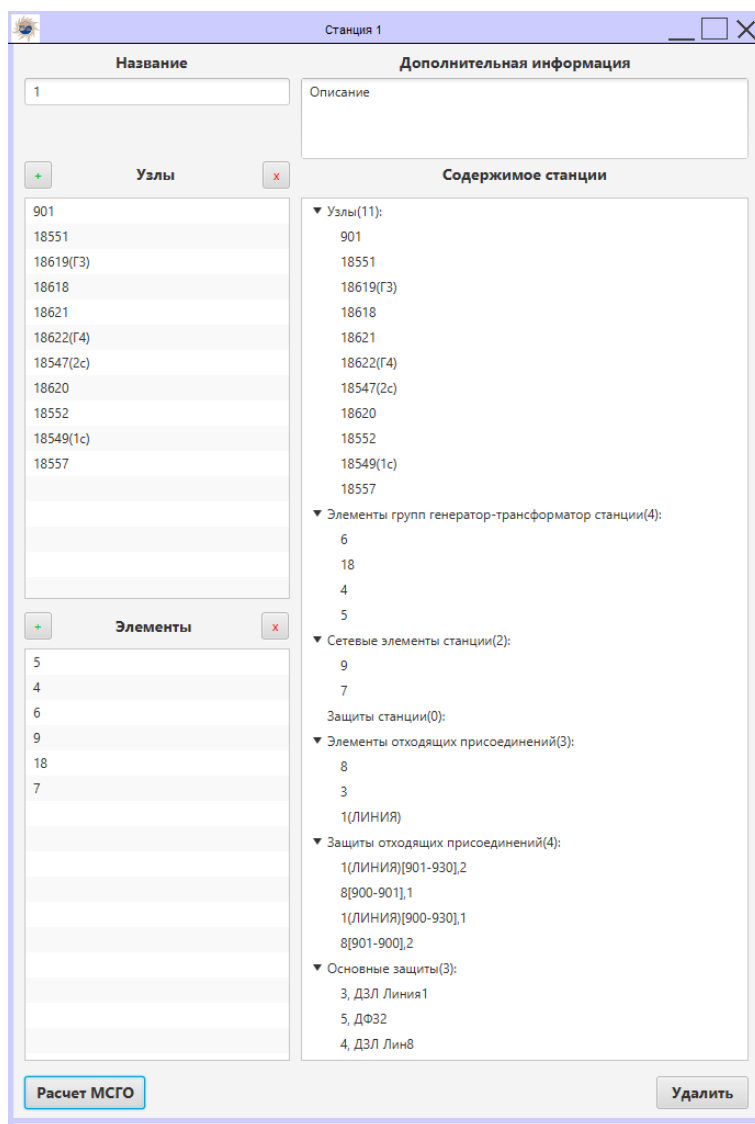 Станция 1
Название
Дополнительная информация
1
Описание
+
Узлы
x
Содержимое станции
901
18551
18619(Г3)
18618
18621
18622(Г4)
18547(2с)
18620
18552
18549(1с)
18557
+
Элементы
x
5
4
6
9
18
7
Узлы(11):
901
18551
18619(Г3)
18618
18621
18622(Г4)
18547(2с)
18620
18552
18549(1с)
18557
Элементы групп генератор-трансформатор станции(4):
6
18
4
5
Сетевые элементы станции(2):
9
7
Защиты станции(0):
Элементы отходящих присоединений(3):
8
3
1(ЛИНИЯ)
Защиты отходящих присоединений(4):
1(ЛИНИЯ)[901-930],2
8[900-901],1
1(ЛИНИЯ)[900-930],1
8[901-900],2
Основные защиты(3):
3, ДЗЛ Линия1
5, ДФ32
4, ДЗЛ Лин8
Расчет МСГО
Удалить